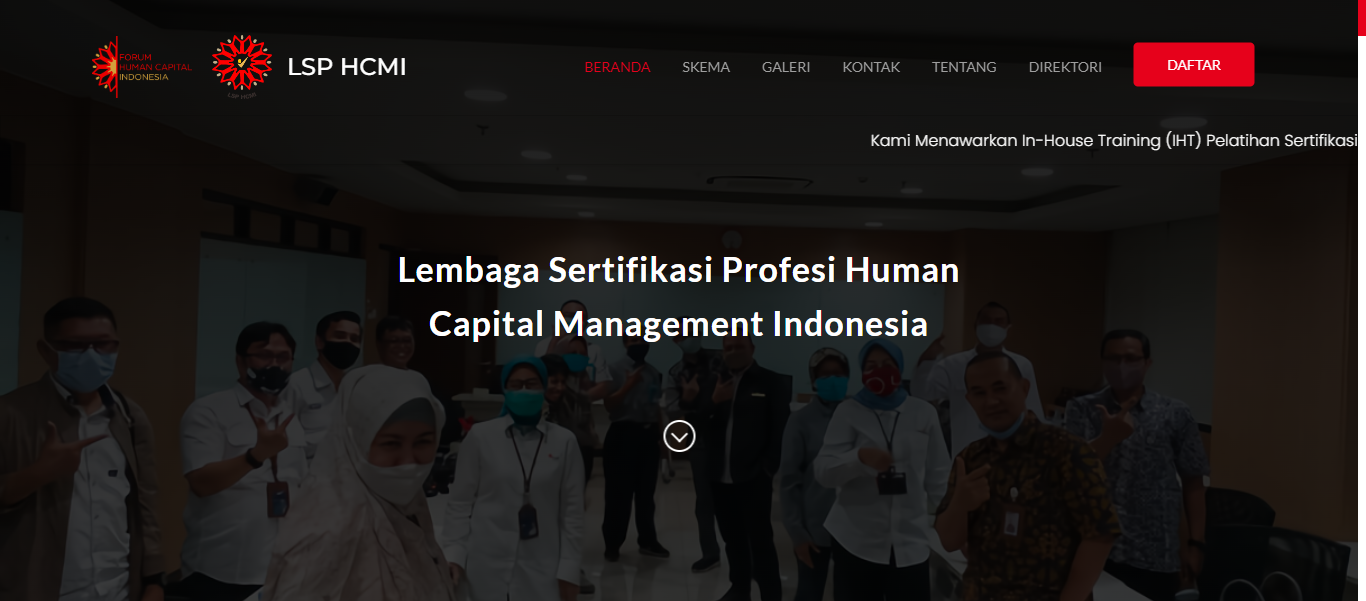 FORUM
HUMAN CAPITAL
INDONESIA
LSP HCMI
LSP HCMI
BERANDA
SKEMA
GALERI
KONTAK
TENTANG
DIREKTORI
DAFTAR
Kami Menawarkan In-House Training (IHT) Pelatihan Sertifikasi
Lembaga Sertifikasi Profesi Human
Capital Management Indonesia